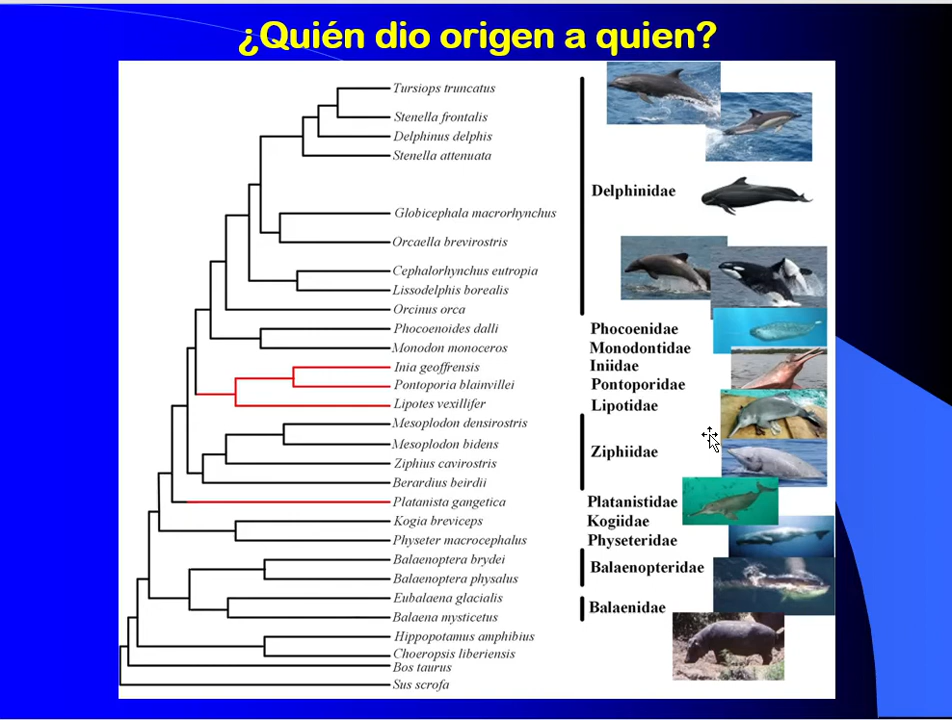 ¿Quién dio origen a quien?
Tursiops truncatus
Stenella frontalis
Delphinus delphis
Stenella attenuata
Delphinidae
Globicephala macrorhynchus
Orcaella brevirostris
Cephalorhynchus eutropia
Lissodelphis borealis
Orcinus orca
Phocoenoides dalli Phocoenidae
Monodon monoceros Monodontidae
Inia geoffrensis Iniidae
Pontoporia blainvillei Pontoporidae
Lipotes vexillifer Lipotidae
Mesoplodon densirostris
Mesoplodon bidens
Ziphiidae
Ziphius cavirostris
Berardius beirdii
Platanista gangetica Platanistidae
Kogia breviceps Kogiidae
Physeter macrocephalus Physeteridae
Balaenoptera brydei
Balaenopteridae
Balaenoptera physalus
Eubalaena glacialis
Balaenidae
Balaena mysticetus
Hippopotamus amphibius
Choeropsis liberiensis
Bos taurus
Sus scrofa